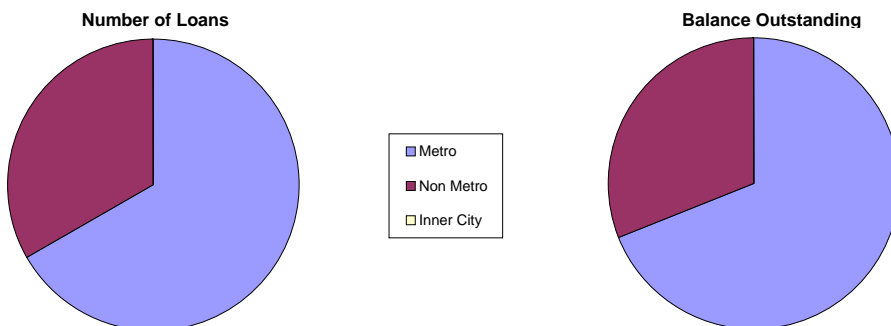 Number of Loans
Balance Outstanding
Metro
Non Metro
Inner City